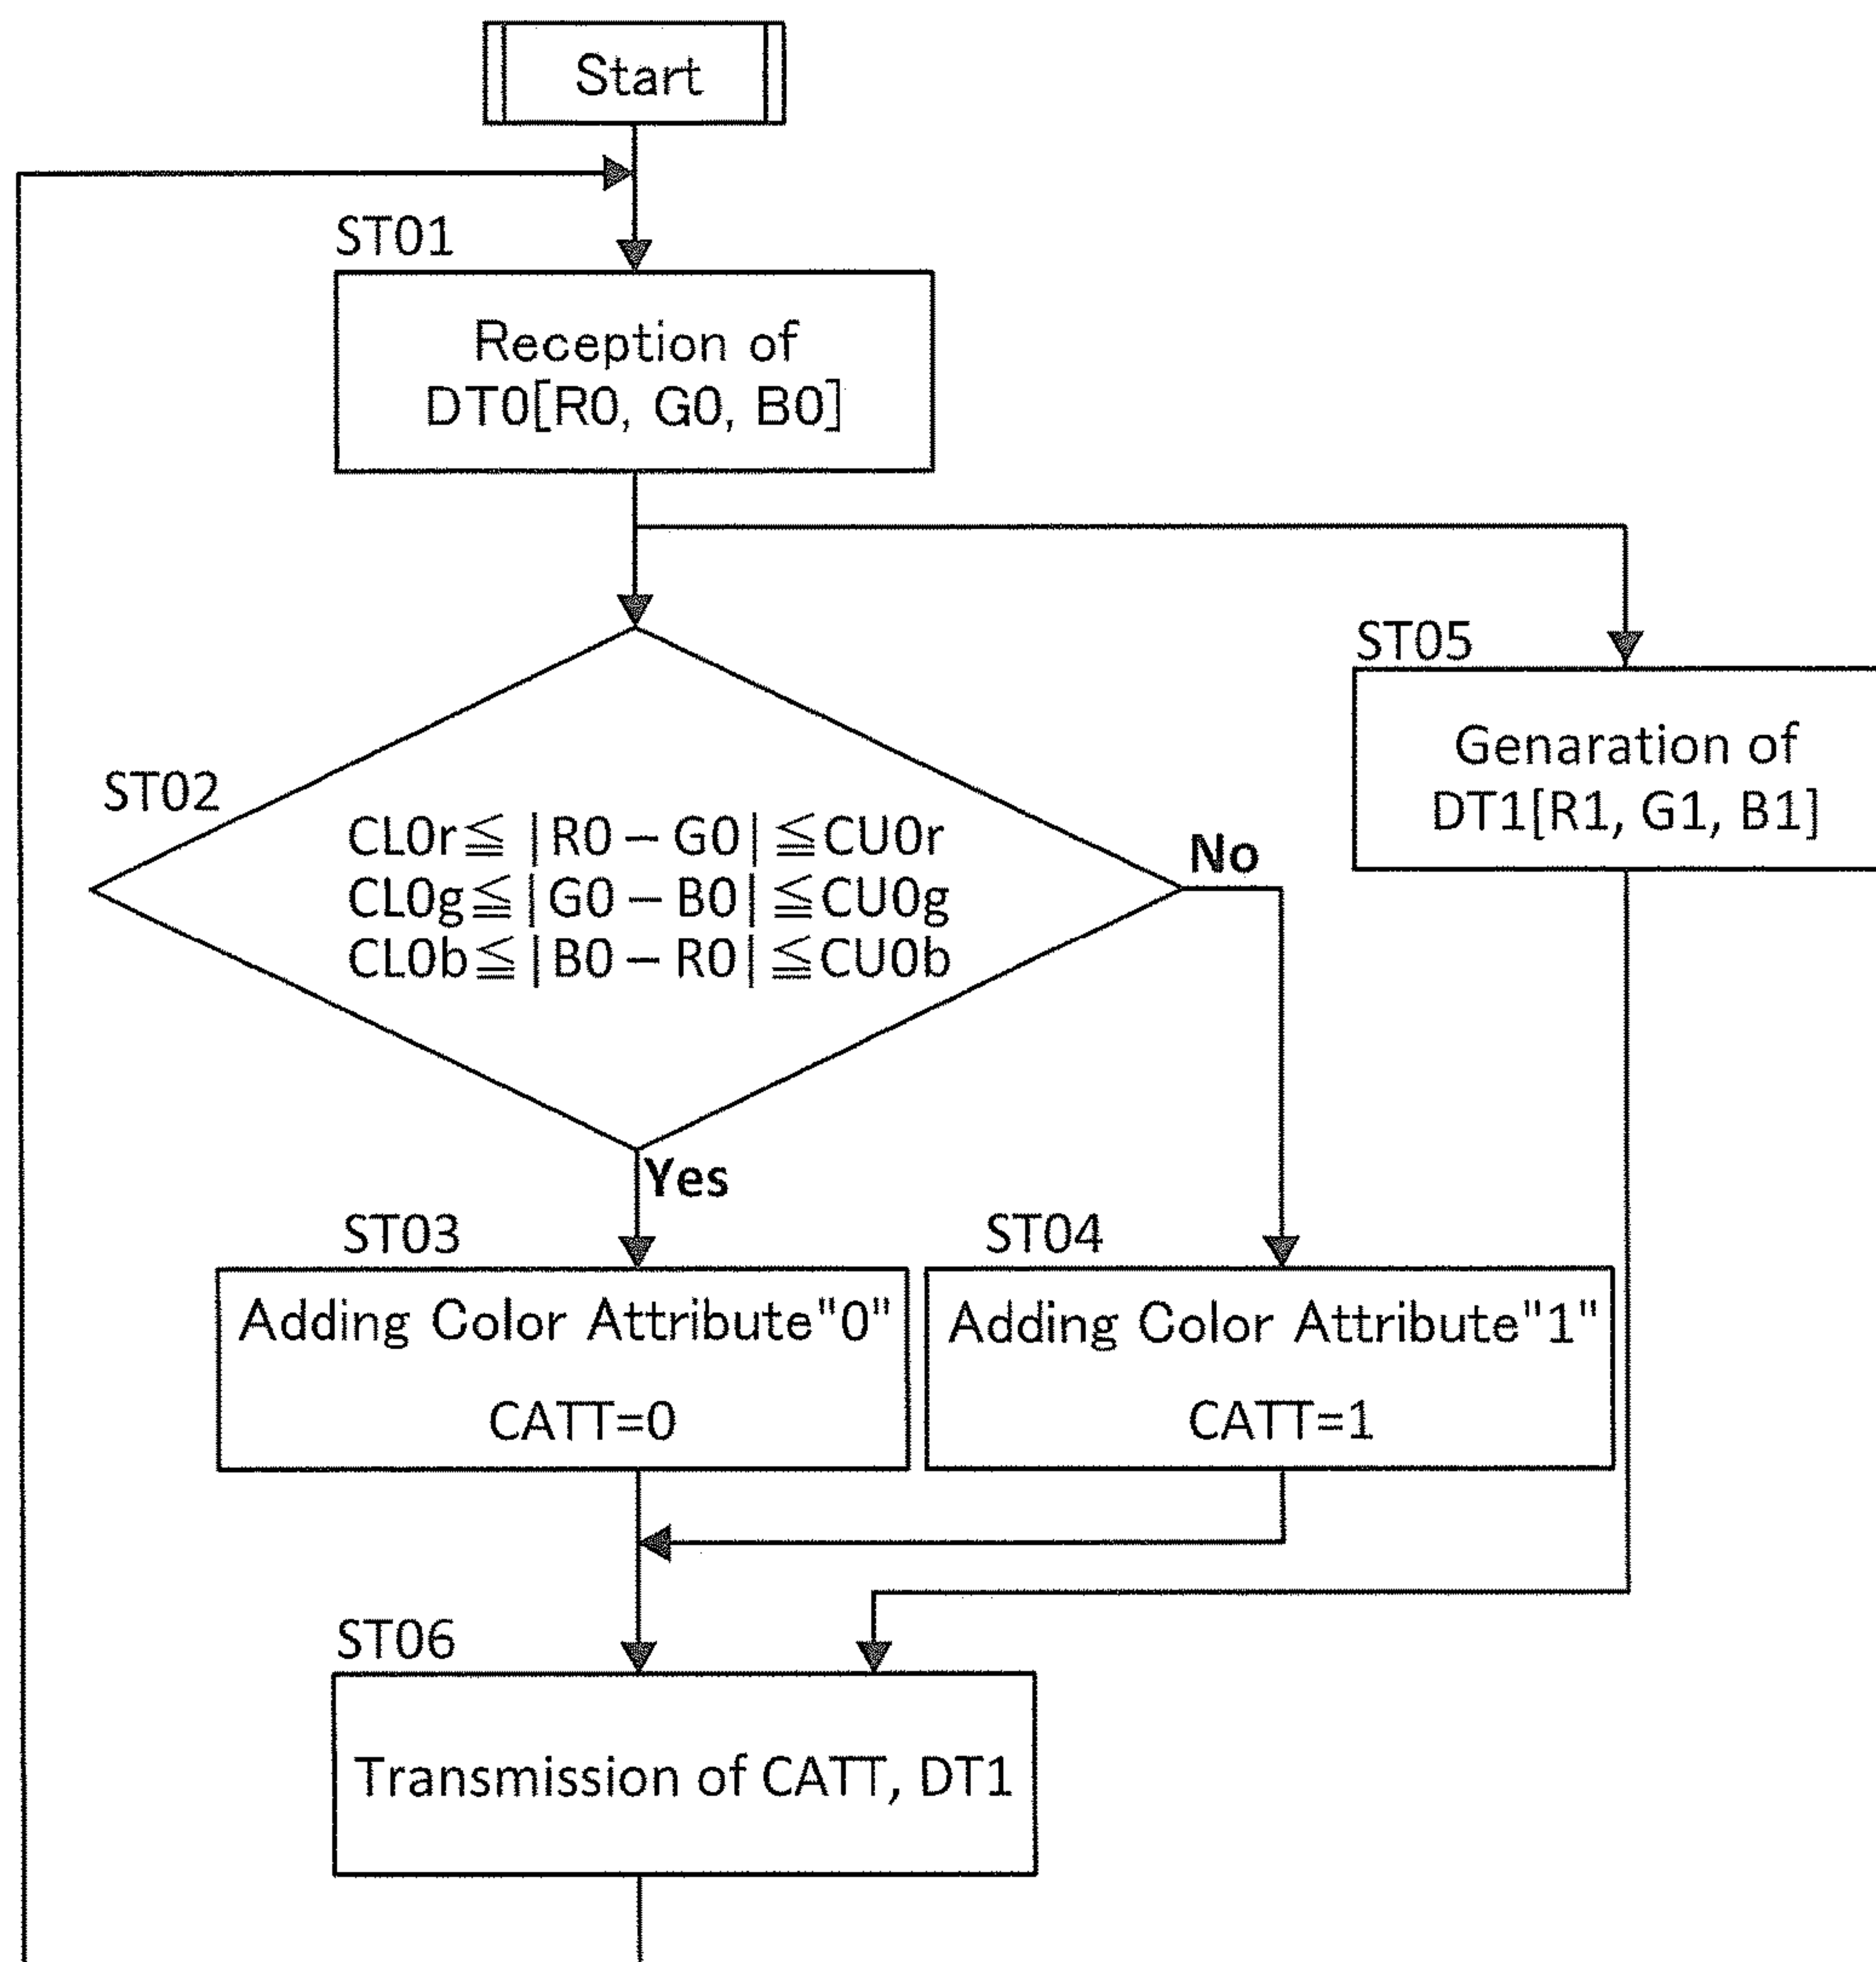 Start
ST01
Reception of
DT0[R0, G0, B0]
ST02
CL0r≦|R0 – G0|≦CU0r
CL0g≦|G0 – B0|≦CU0g
CL0b≦|B0 – R0|≦CU0b
No
Yes
ST05
Genaration of
DT1[R1, G1, B1]
ST03
Adding Color Attribute"0"
CATT=0
ST04
Adding Color Attribute"1"
CATT=1
ST06
Transmission of CATT, DT1